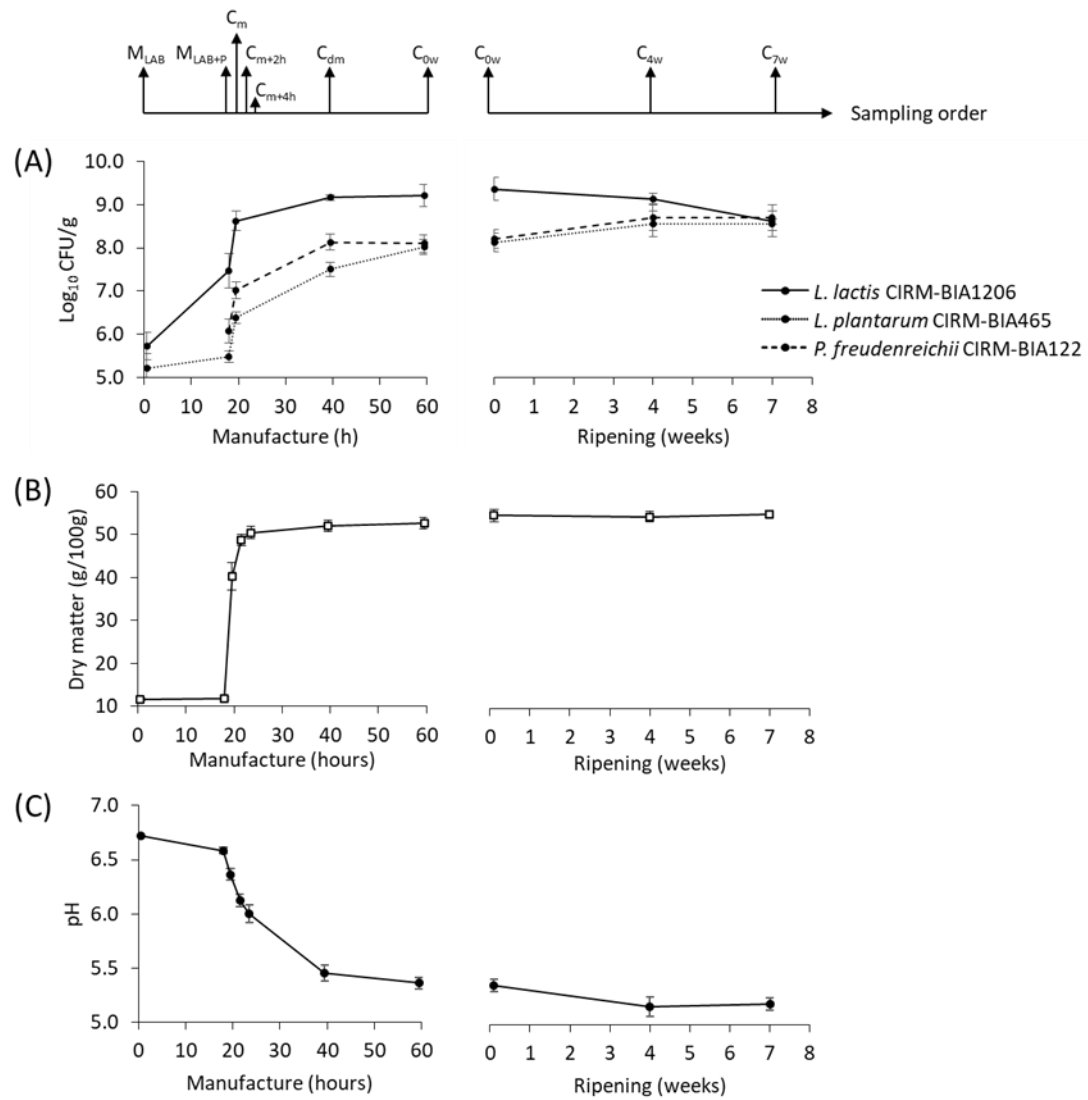 C_m
M_LAB M_LAB+P C_m+2h C_dm C_0w C_0w C_4w C_7w
C_m+4h
Sampling order
(A)
10.0
9.0
8.0
7.0
6.0
5.0
Log₁₀ CFU/g
0 10 20 30 40 50 60
Manufacture (h)
0 1 2 3 4 5 6 7 8
Ripening (weeks)
L. lactis CIRM-BIA1206
L. plantarum CIRM-BIA465
P. freudenreichii CIRM-BIA122
(B)
60
50
40
30
20
10
Dry matter (g/100g)
0 10 20 30 40 50 60
Manufacture (hours)
0 1 2 3 4 5 6 7 8
Ripening (weeks)
(C)
7.0
6.5
6.0
5.5
5.0
pH
0 20 40 60
Manufacture (hours)
0 1 2 3 4 5 6 7 8
Ripening (weeks)